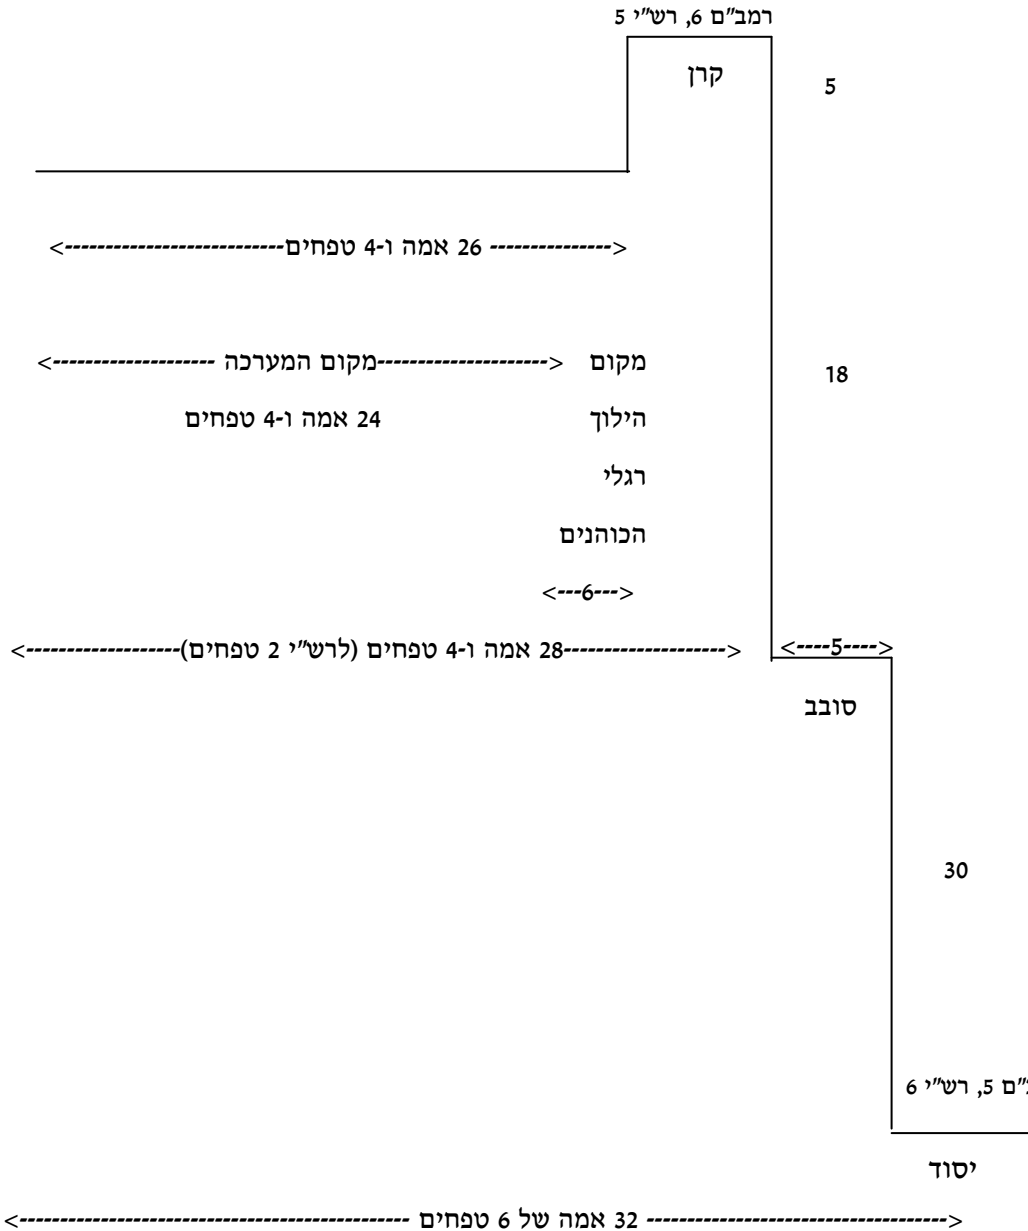 רמב"ם 6, רש"י 5
קרן
5
<--------------- 26 אמה ו-4 טפחים--------------------------->
מקום <---------------------מקום המערכה -------------------->
18
הילוך 24 אמה ו-4 טפחים
רגלי
הכוהנים
<---6--->
<----5----> <--------------------28 אמה ו-4 טפחים (לרש"י 2 טפחים)------------------->
סובב
30
"ם 5, רש"י 6
יסוד
<------------------------------------- 32 אמה של 6 טפחים ------------------------------------------------>